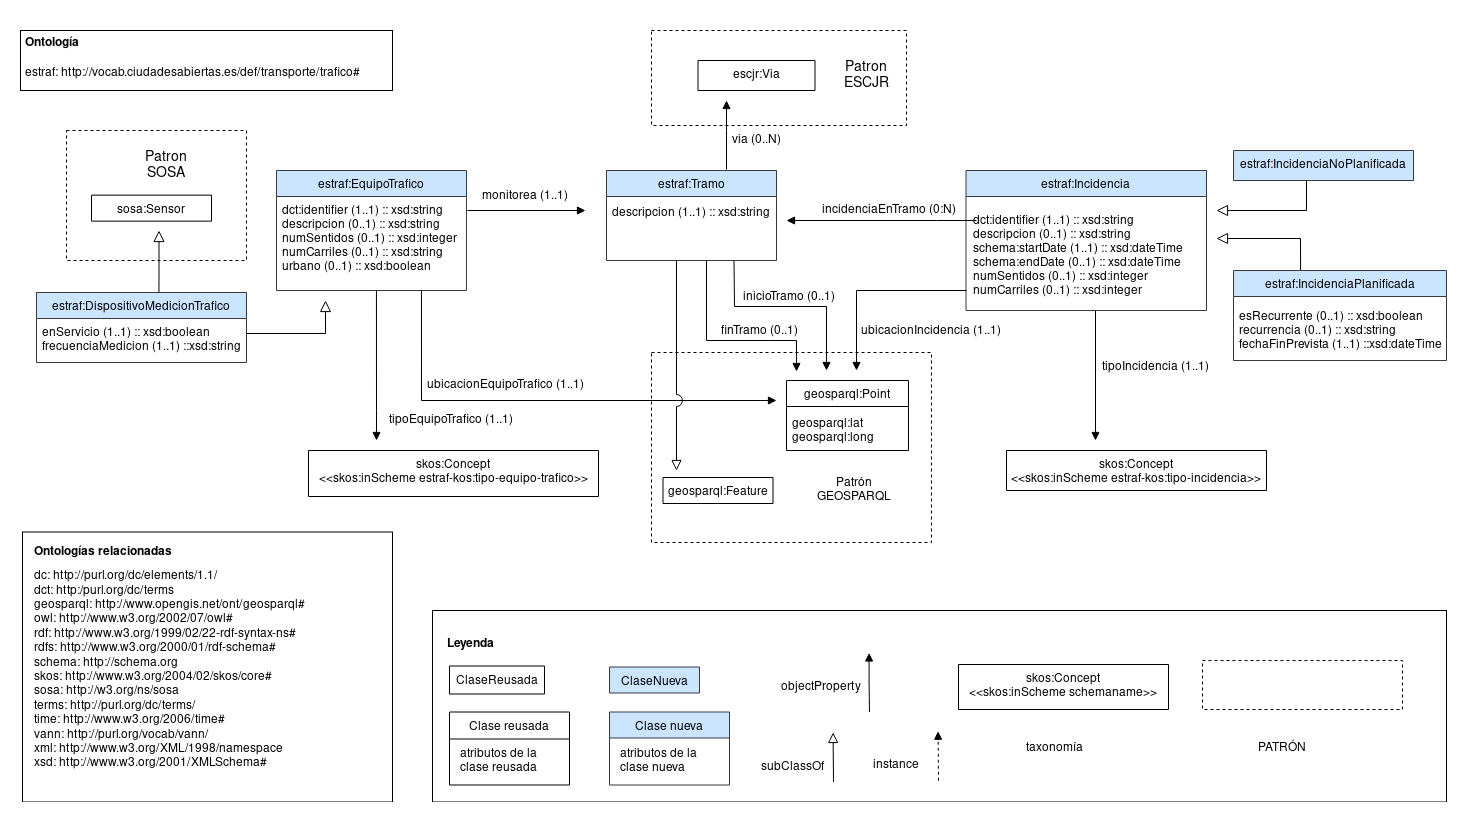 Ontología
estraf: http://vocab.ciudadesabiertas.es/def/transporte/trafico#
Patron
ESCJR
escjr:Via
via (0..N)
Patron
SOSA
sosa:Sensor
estraf:EquipoTrafico
dct:identifier (1..1) :: xsd:string
descripcion (0..1) :: xsd:string
numSentidos (0..1) :: xsd:integer
numCarriles (0..1) :: xsd:string
urbano (0..1) :: xsd:boolean
monitorea (1..1)
estraf:Tramo
descripcion (1..1) :: xsd:string
incidenciaEnTramo (0:N)
estraf:Incidencia
dct:identifier (1..1) :: xsd:string
descripcion (0..1) :: xsd:string
schema:startDate (1..1) :: xsd:dateTime
schema:endDate (0..1) :: xsd:dateTime
numSentidos (0..1) :: xsd:integer
numCarriles (0..1) :: xsd:integer
estraf:IncidenciaNoPlanificada
estraf:IncidenciaPlanificada
esRecurrente (0..1) :: xsd:boolean
recurrencia (0..1) :: xsd:string
fechaFinPrevista (1..1) ::xsd:dateTime
estraf:DispositivoMedicionTrafico
enServicio (1..1) :: xsd:boolean
frecuenciaMedicion (1..1) ::xsd:string
inicioTramo (0..1)
finTramo (0..1)
ubicacionIncidencia (1..1)
tipoIncidencia (1..1)
ubicacionEquipoTrafico (1..1)
tipoEquipoTrafico (1..1)
geosparql:Point
geosparql:lat
geosparql:long
skos:Concept
<<skos:inScheme estraf-kos:tipo-equipo-trafico>>
geosparql:Feature
Patrón
GEOSPARQL
skos:Concept
<<skos:inScheme estraf-kos:tipo-incidencia>>
Ontologías relacionadas
dc: http://purl.org/dc/elements/1.1/
dct: http:/purl.org/dc/terms
geosparql: http://www.opengis.net/ont/geosparql#
owl: http://www.w3.org/2002/07/owl#
rdf: http://www.w3.org/1999/02/22-rdf-syntax-ns#
rdfs: http://www.w3.org/2000/01/rdf-schema#
schema: http://schema.org
skos: http://www.w3.org/2004/02/skos/core#
sosa: http://w3.org/ns/sosa
terms: http://purl.org/dc/terms/
time: http://www.w3.org/2006/time#
vann: http://purl.org/vocab/vann/
xml: http://www.w3.org/XML/1998/namespace
xsd: http://www.w3.org/2001/XMLSchema#
Leyenda
ClaseReusada
ClaseNueva
Clase reusada
atributos de la
clase reusada
Clase nueva
atributos de la
clase nueva
objectProperty
subClassOf
instance
skos:Concept
<<skos:inScheme schemaname>>
taxonomía
PATRÓN